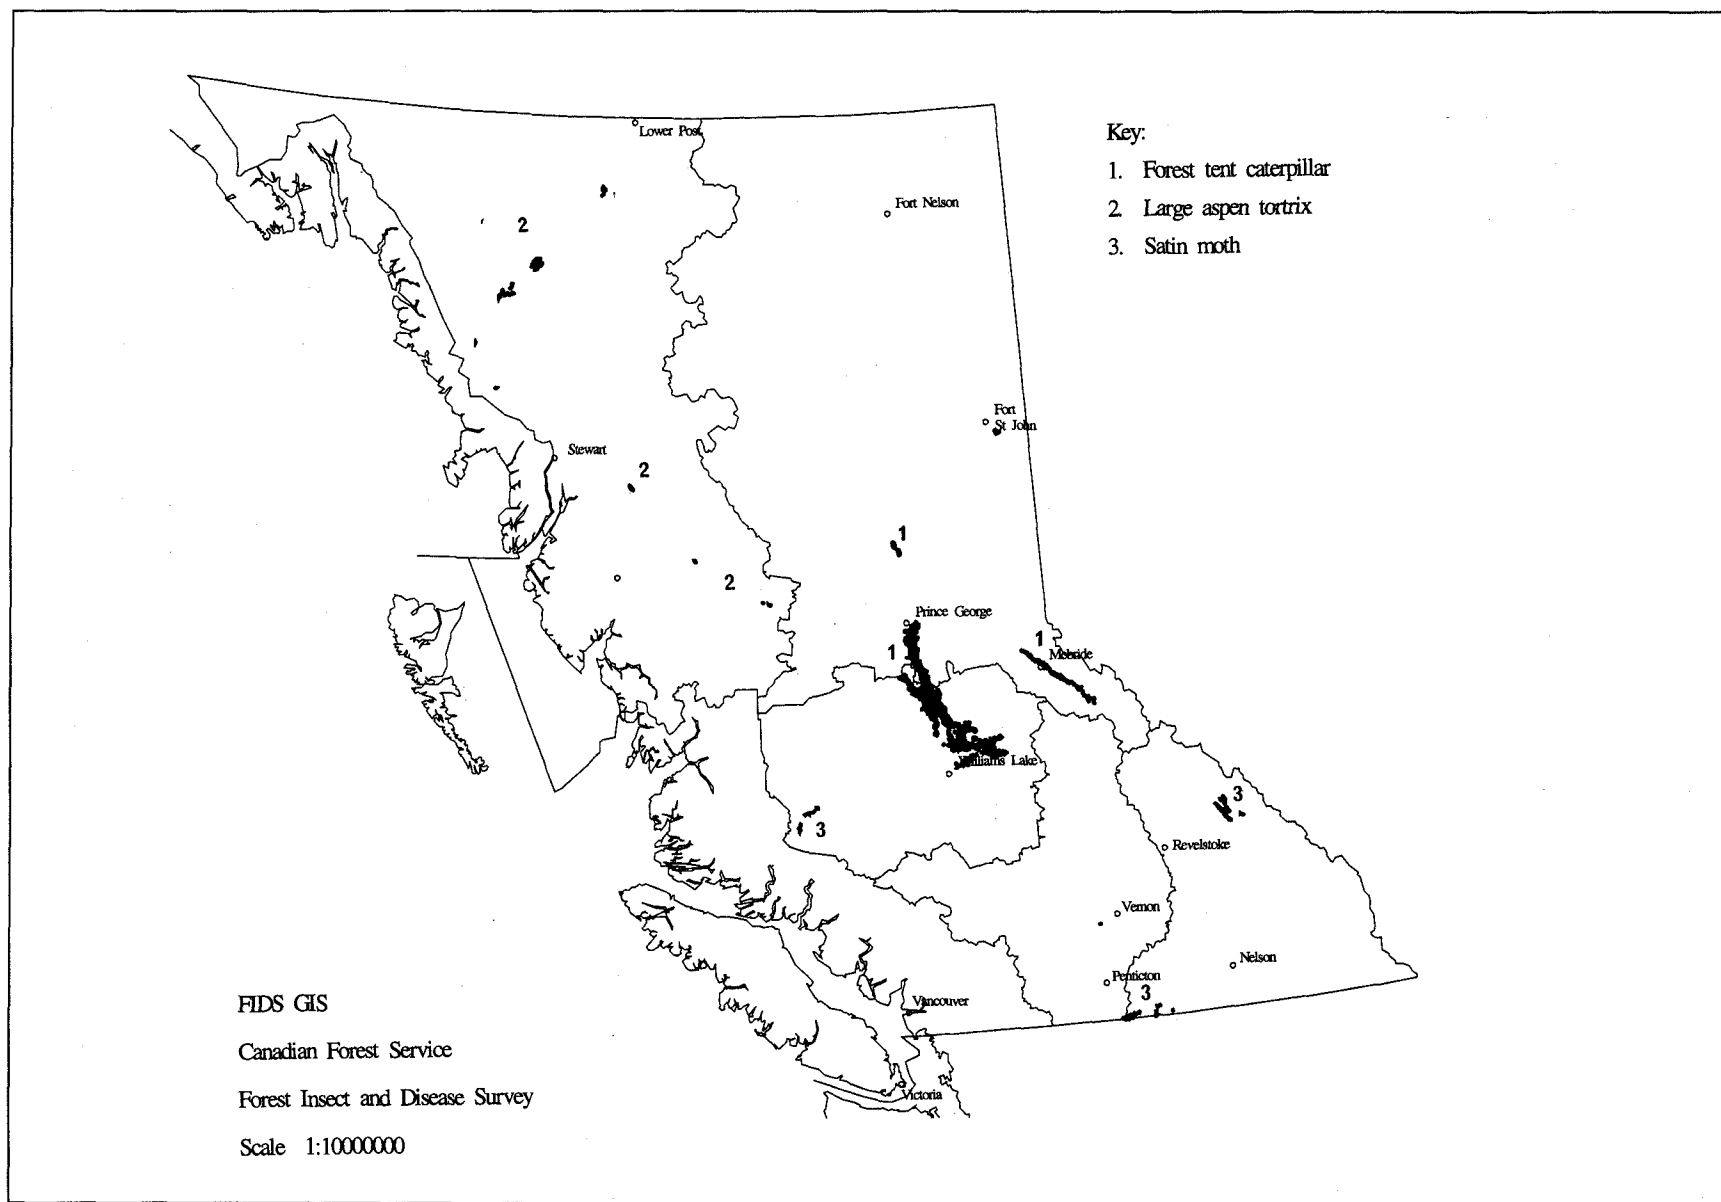 Key:
1. Forest tent caterpillar
2. Large aspen tortrix
3. Satin moth
Lower Post
Fort Nelson
2
Fort
St John
Stewart
2
1
2
Prince George
1
1
Mcbride
Williams Lake
3
3
Revelstoke
Vernon
Nelson
Penticton
3
Vancouver
Victoria
FIDS GIS
Canadian Forest Service
Forest Insect and Disease Survey
Scale 1:10000000